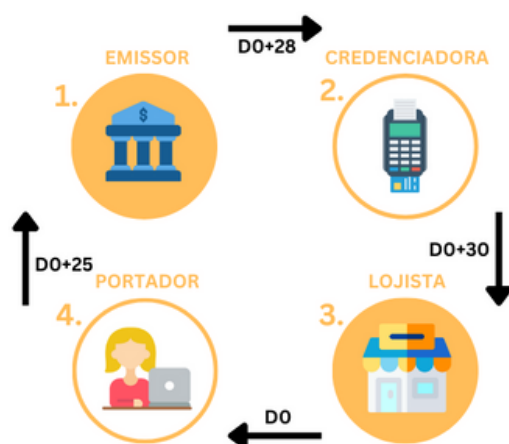 D0+28
EMISSOR
CREDENCIADORA
1.
$
2.
D0+25
D0+30
PORTADOR
LOJISTA
4.
3.
D0